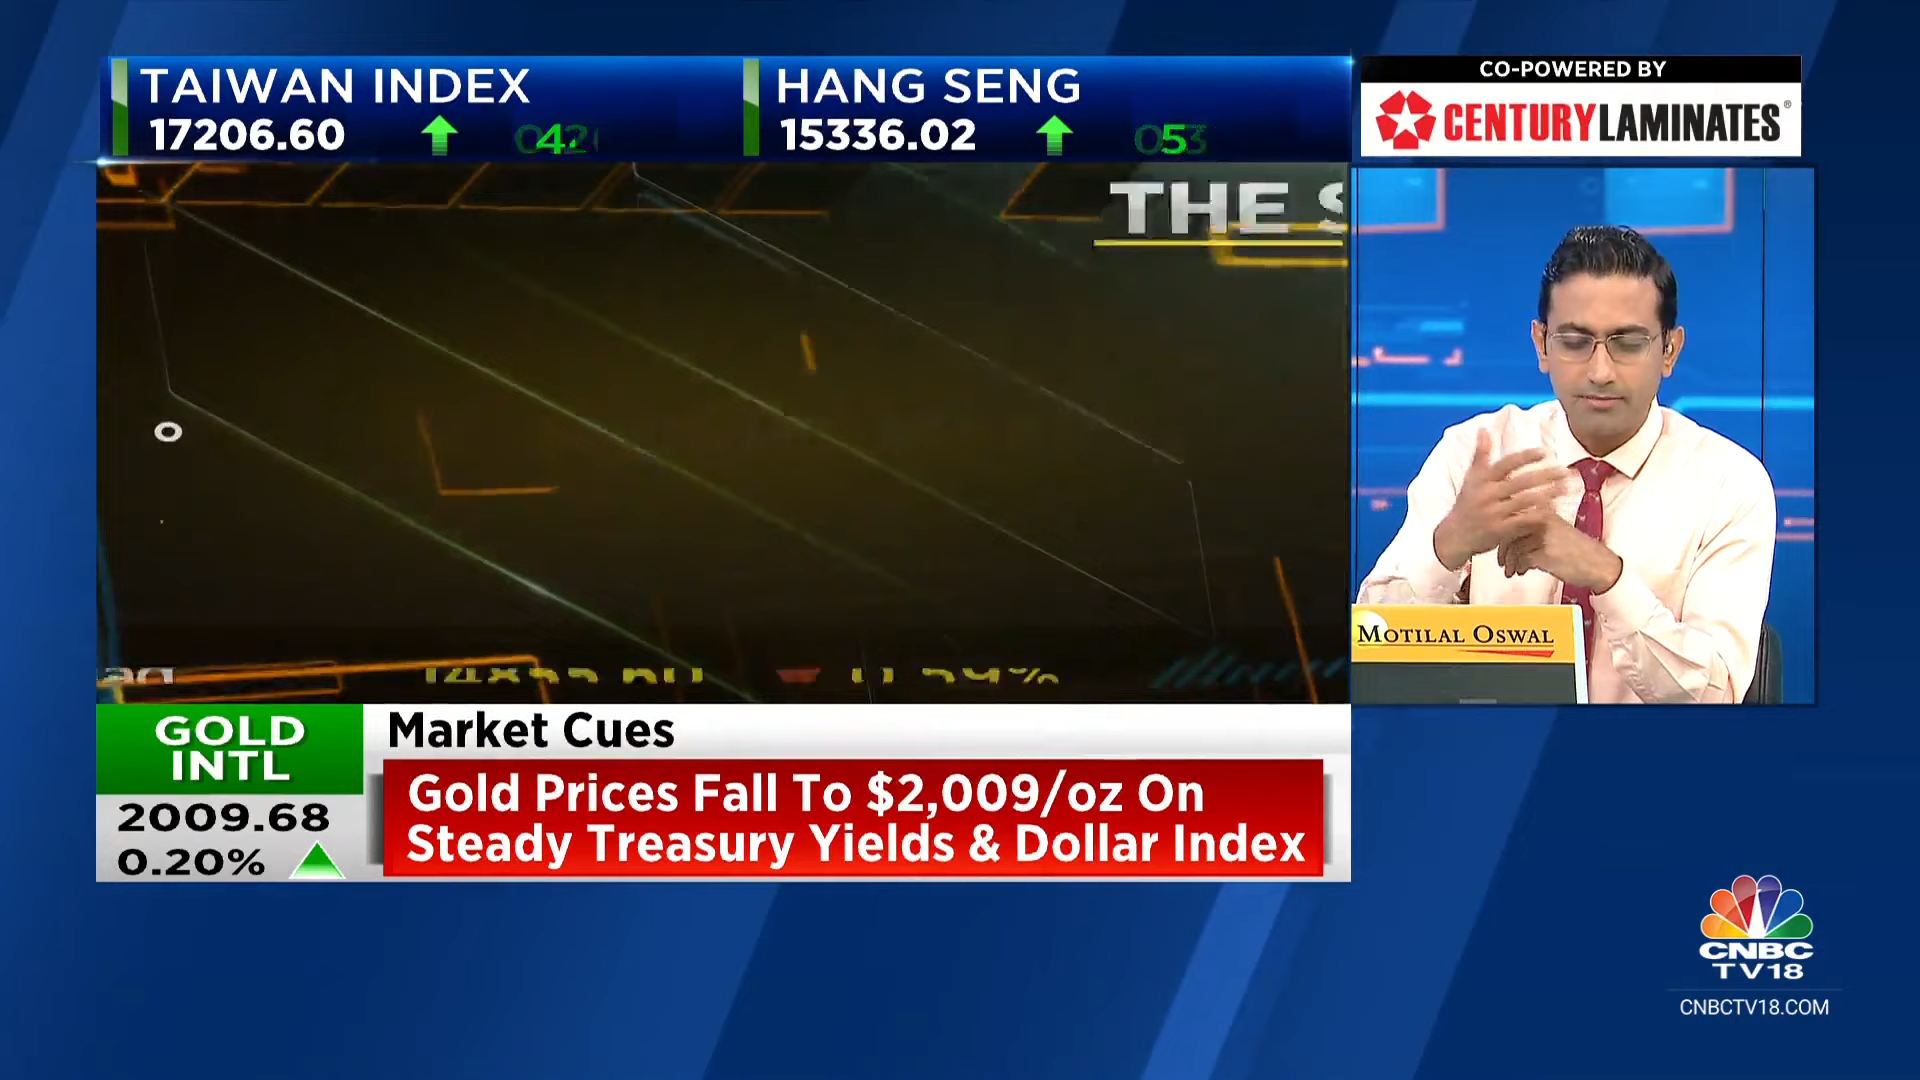 TAIWAN INDEX
17206.60
HANG SENG
15336.02
CO-POWERED BY
CENTURYLAMINATES®
THE
MOTILAL OSWAL
GOLD
INTL
2009.68
0.20%
Market Cues
Gold Prices Fall To $2,009/oz On
Steady Treasury Yields & Dollar Index
CNBC
TV18
CNBCTV18.COM